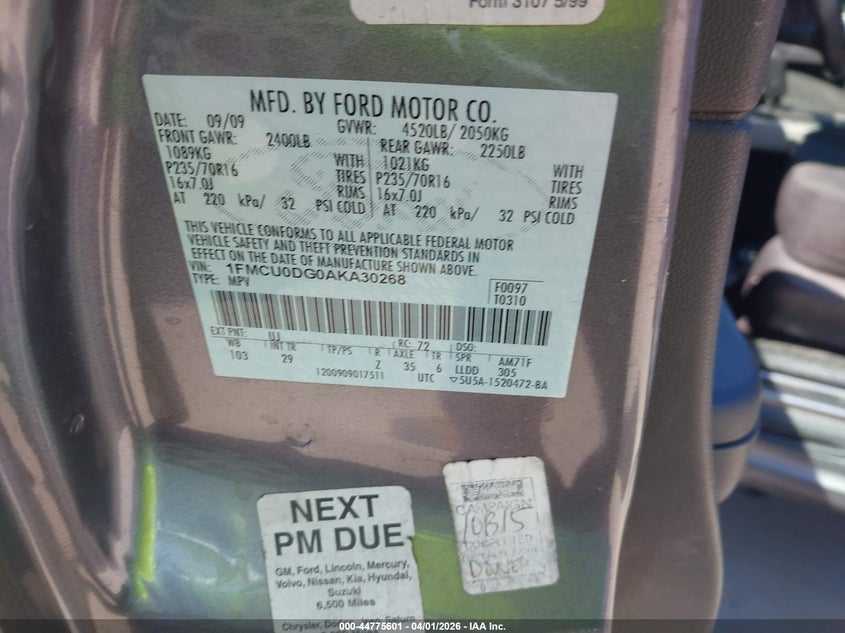 Form 3107 5/99
MFD. BY FORD MOTOR CO.
DATE: 09/09 GVWR: 4520LB/ 2050KG
FRONT GAWR: 2400LB REAR GAWR: 2250LB
1089KG WITH 1021KG WITH
P235/70R16 TIRES P235/70R16 TIRES
16x7.0J RIMS 16x7.0J RIMS
AT 220 kPa/ 32 PSI COLD AT 220 kPa/ 32 PSI COLD
THIS VEHICLE CONFORMS TO ALL APPLICABLE FEDERAL MOTOR
VEHICLE SAFETY AND THEFT PREVENTION STANDARDS IN
EFFECT ON THE DATE OF MANUFACTURE SHOWN ABOVE.
VIN: 1FMCU0DG0AKA30268 F0097
TYPE: MPV T0310
EXT PNT: UJ RC: 72 DSO:
WB INT TR TP/PS R AXLE TR SPR AM71F
103 29 Z 35 6 LLDD 305
1200909017511 UTC ▽5U5A-1520472-BA
NEXT
PM DUE
GM, Ford, Lincoln, Mercury,
Volvo, Nissan, Kia, Hyundai,
Suzuki
6,500 Miles
CAMPAIGN
10B15
000-44775601 - 04/01/2026 - IAA Inc.